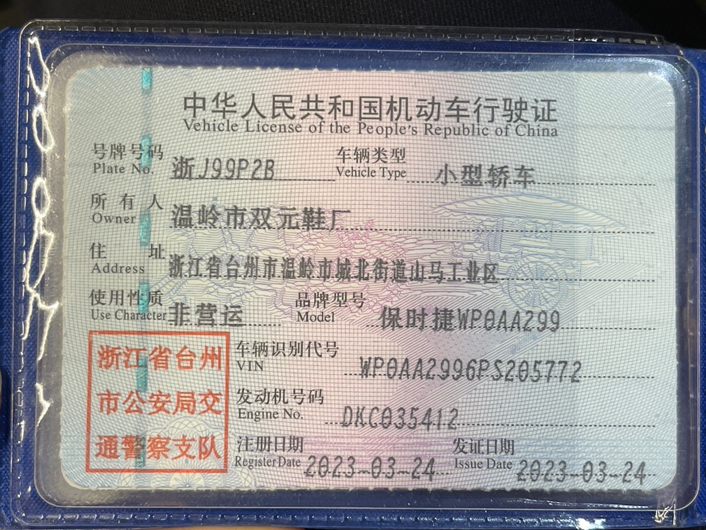 中华人民共和国机动车行驶证
Vehicle License of the People's Republic of China
号牌号码 浙J99P2B 车辆类型 小型轿车
Plate No. Vehicle Type
所有人 温岭市双元鞋厂
Owner
住址 浙江省台州市温岭市城北街道山马工业区
Address
使用性质 非营运 品牌型号 保时捷WP0AA299
Use Character Model
浙江省台州
市公安局交
通警察支队
车辆识别代号 WP0AA2996PS205772
VIN
发动机号码 DKC035412
Engine No.
注册日期 2023-03-24 发证日期 2023-03-24
Register Date Issue Date